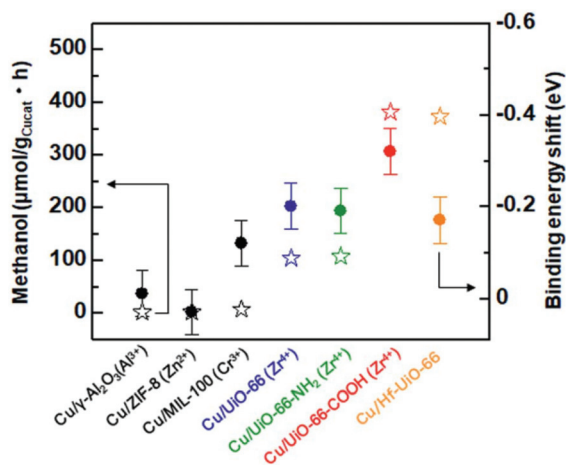 Methanol (μmol/gCucat • h)
500
400
300
200
100
0
-0.6
-0.4
-0.2
0
Binding energy shift (eV)
Cu/γ-Al₂O₃(Al³⁺)
Cu/ZIF-8 (Zn²⁺)
Cu/MIL-100 (Cr³⁺)
Cu/UiO-66 (Zr⁴⁺)
Cu/UiO-66-NH₂ (Zr⁴⁺)
Cu/UiO-66-COOH (Zr⁴⁺)
Cu/Hf-UiO-66